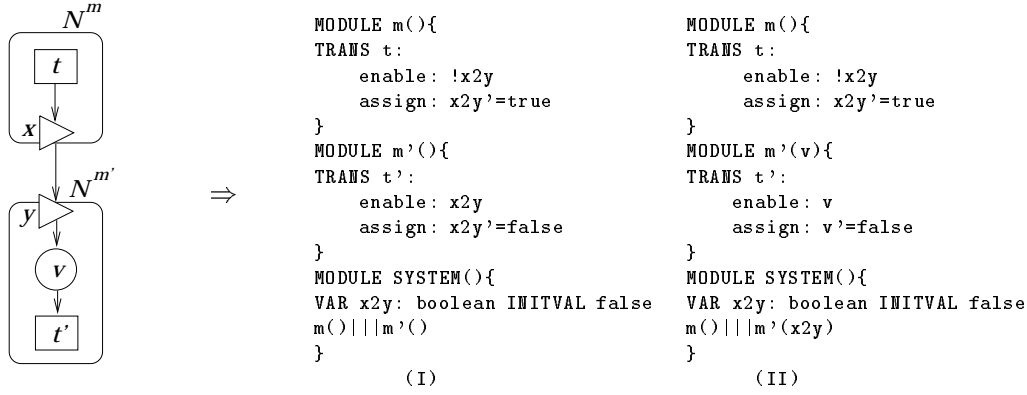 N^m
t
x
N^m'
y
v
t'
⇒
MODULE m(){
TRANS t:
enable: !x2y
assign: x2y'=true
}
MODULE m'(){
TRANS t':
enable: x2y
assign: x2y'=false
}
MODULE SYSTEM(){
VAR x2y: boolean INITVAL false
m()|||m'()
}
(I)
MODULE m(){
TRANS t:
enable: !x2y
assign: x2y'=true
}
MODULE m'(v){
TRANS t':
enable: v
assign: v'=false
}
MODULE SYSTEM(){
VAR x2y: boolean INITVAL false
m()|||m'(x2y)
}
(II)